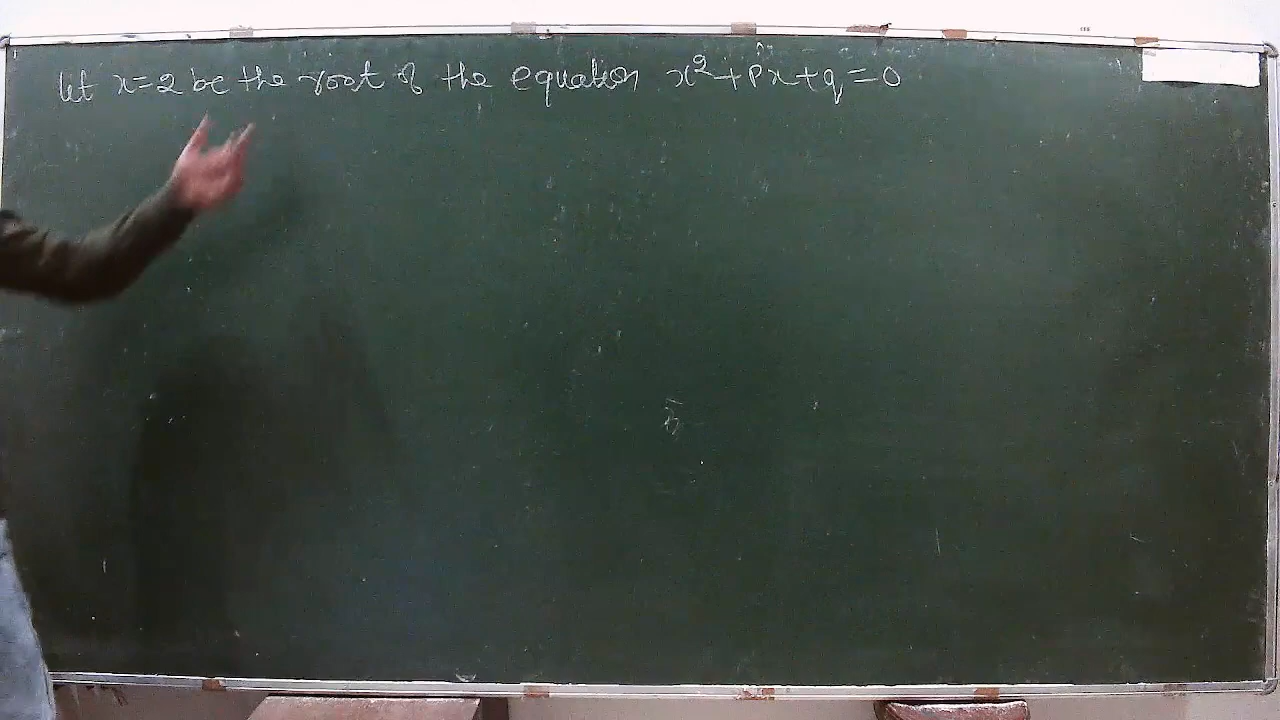 let x=2 be the root of the equation x²+px+q=0